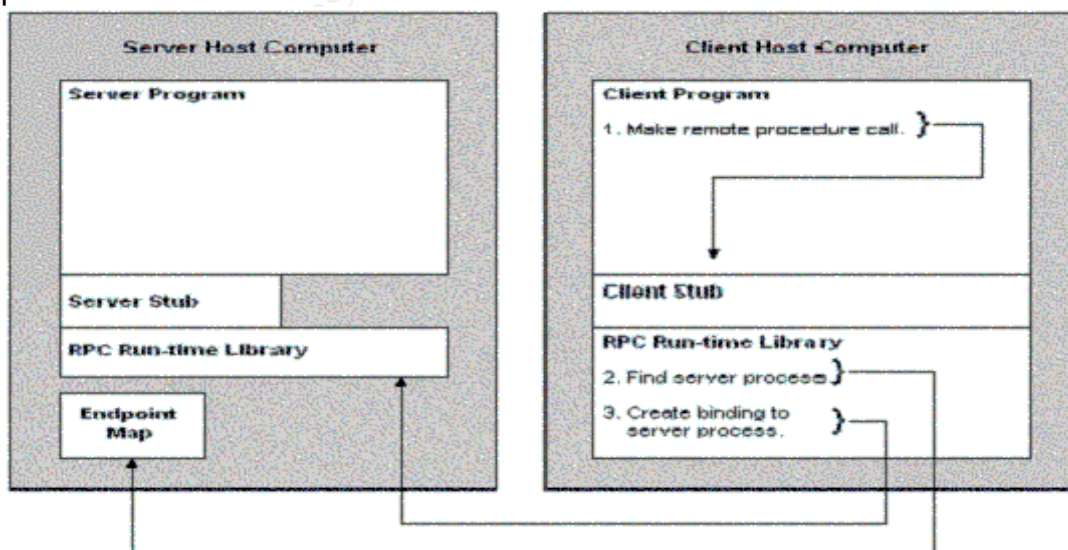 Server Host Computer
Server Program
Server Stub
RPC Run-time Library
Endpoint
Map
Client Host Computer
Client Program
1. Make remote procedure call.
Client Stub
RPC Run-time Library
2. Find server process
3. Create binding to
server process.